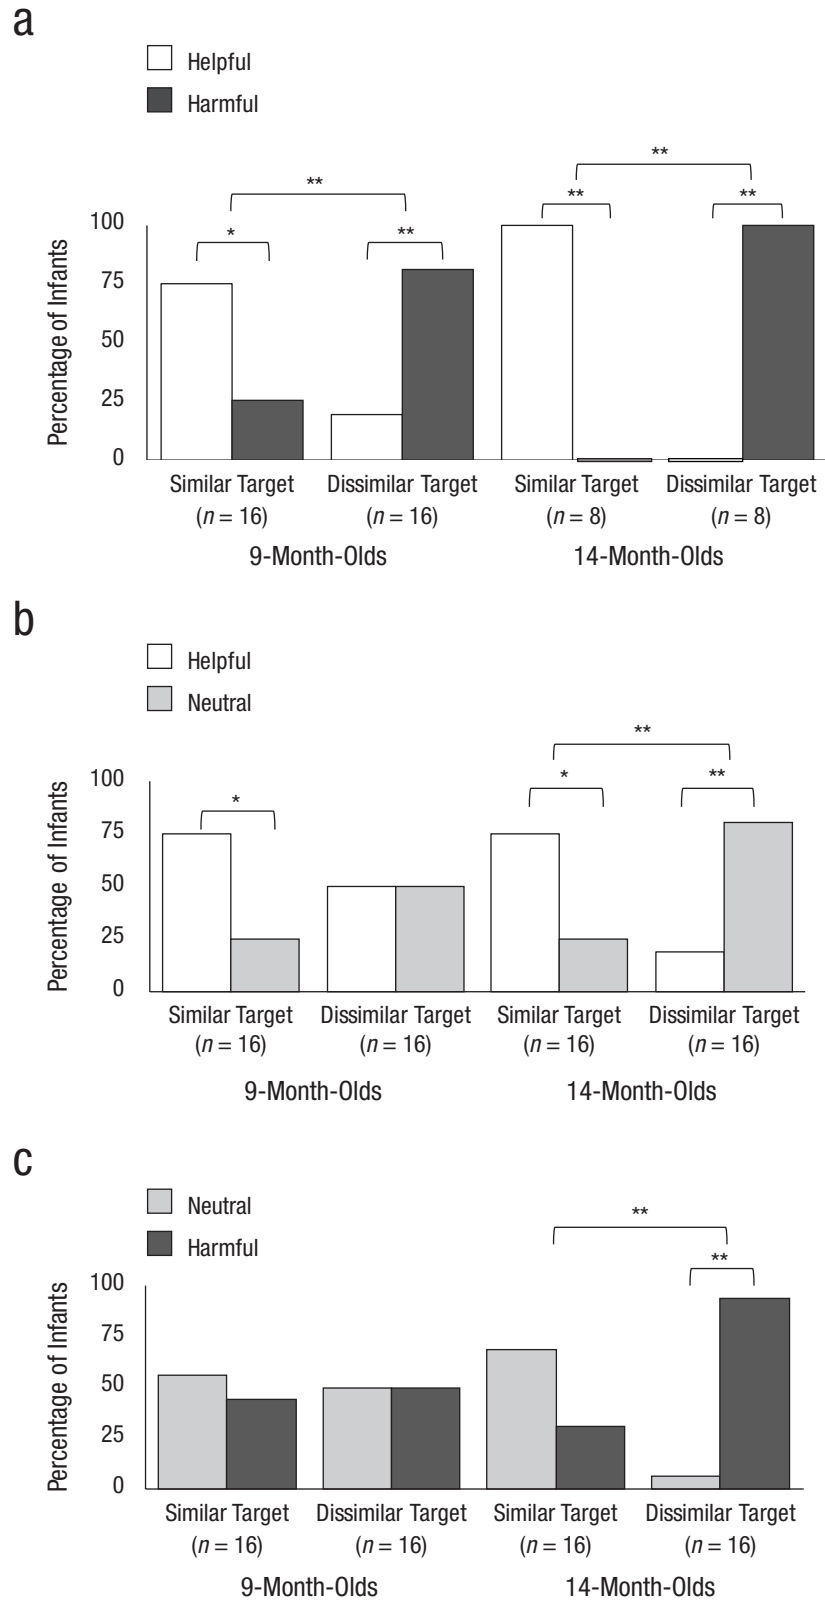 a
Helpful
Harmful
**
**
*
**
**
**
100
75
50
25
0
Percentage of Infants
Similar Target
Dissimilar Target
Similar Target
Dissimilar Target
(n = 16)
(n = 16)
(n = 8)
(n = 8)
9-Month-Olds
14-Month-Olds
b
Helpful
Neutral
**
*
*
**
100
75
50
25
0
Percentage of Infants
Similar Target
Dissimilar Target
Similar Target
Dissimilar Target
(n = 16)
(n = 16)
(n = 16)
(n = 16)
9-Month-Olds
14-Month-Olds
c
Neutral
Harmful
**
**
100
75
50
25
0
Percentage of Infants
Similar Target
Dissimilar Target
Similar Target
Dissimilar Target
(n = 16)
(n = 16)
(n = 16)
(n = 16)
9-Month-Olds
14-Month-Olds